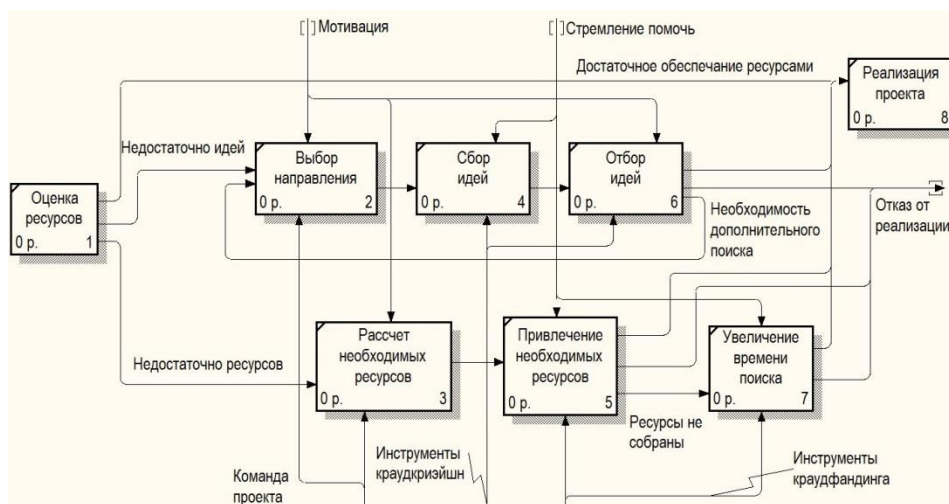 Мотивация
Стремление помочь
Достаточное обеспечание ресурсами
Реализация
проекта
0 р. 8
Недостаточно идей
Выбор
направления
0 р. 2
Сбор
идей
0 р. 4
Отбор
идей
0 р. 6
Оценка
ресурсов
0 р. 1
Необходимость
дополнительного
поиска
Отказ от
реализации
Недостаточно ресурсов
Рассчет
необходимых
ресурсов
0 р. 3
Привлечение
необходимых
ресурсов
0 р. 5
Увеличение
времени
поиска
0 р. 7
Ресурсы не
собраны
Команда
проекта
Инструменты
краудкриэйшн
Инструменты
краудфандинга